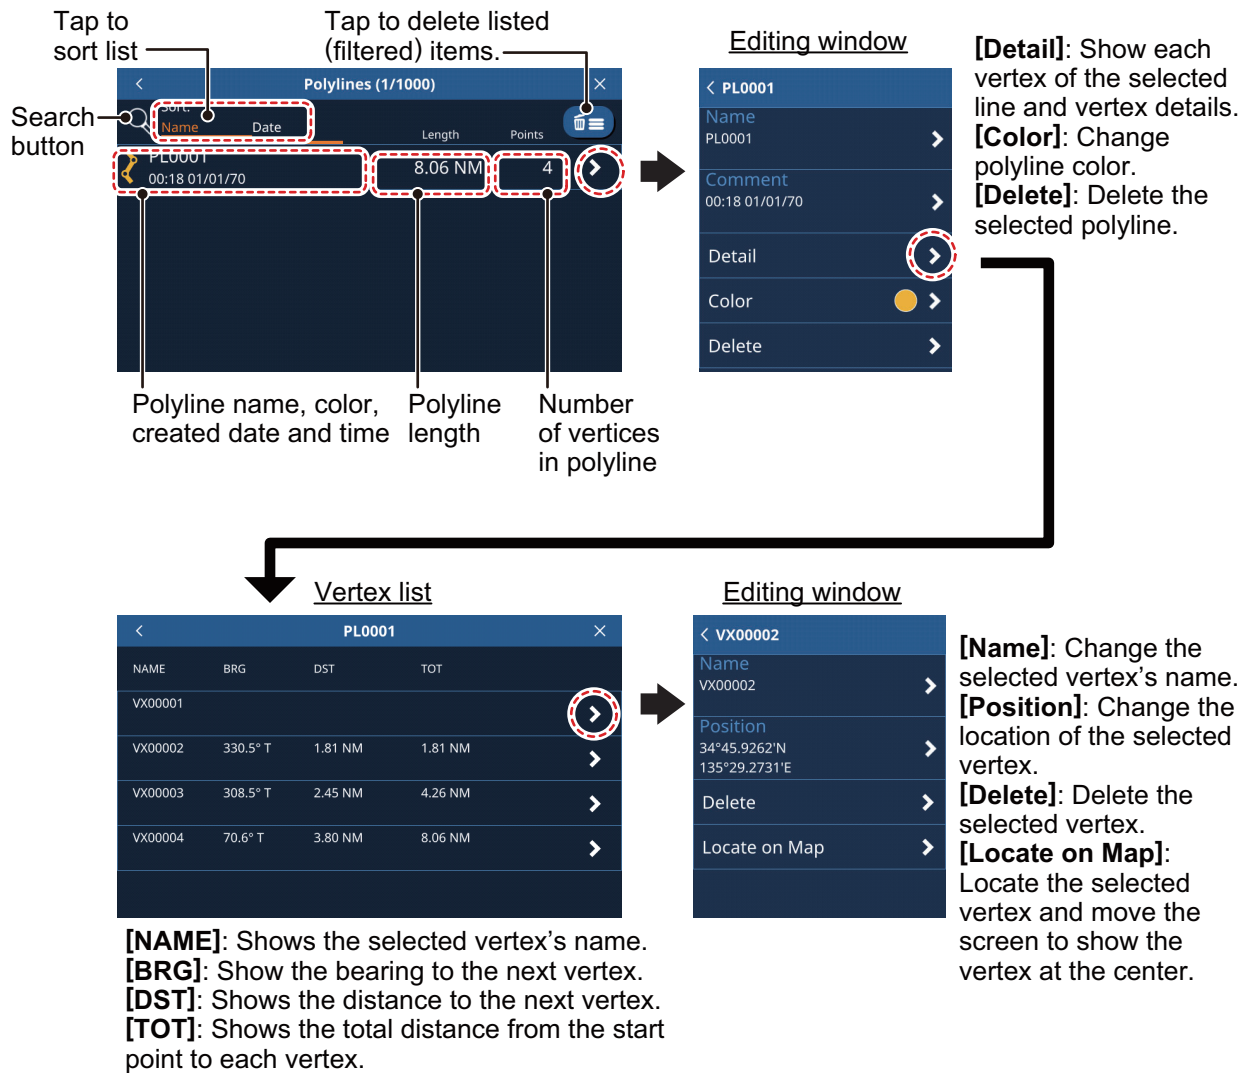 Tap to
sort list
Tap to delete listed
(filtered) items.
Search
button
< Polylines (1/1000) ×
Sort:
Name Date Length Points
PL0001
00:18 01/01/70
8.06 NM 4
Polyline name, color,
created date and time
Polyline
length
Number
of vertices
in polyline
Editing window
< PL0001
Name
PL0001
Comment
00:18 01/01/70
Detail
Color
Delete
[Detail]: Show each
vertex of the selected
line and vertex details.
[Color]: Change
polyline color.
[Delete]: Delete the
selected polyline.
Vertex list
< PL0001 ×
NAME BRG DST TOT
VX00001
VX00002 330.5° T 1.81 NM 1.81 NM
VX00003 308.5° T 2.45 NM 4.26 NM
VX00004 70.6° T 3.80 NM 8.06 NM
[NAME]: Shows the selected vertex’s name.
[BRG]: Show the bearing to the next vertex.
[DST]: Shows the distance to the next vertex.
[TOT]: Shows the total distance from the start
point to each vertex.
Editing window
< VX00002
Name
VX00002
Position
34°45.9262'N
135°29.2731'E
Delete
Locate on Map
[Name]: Change the
selected vertex’s name.
[Position]: Change the
location of the selected
vertex.
[Delete]: Delete the
selected vertex.
[Locate on Map]:
Locate the selected
vertex and move the
screen to show the
vertex at the center.